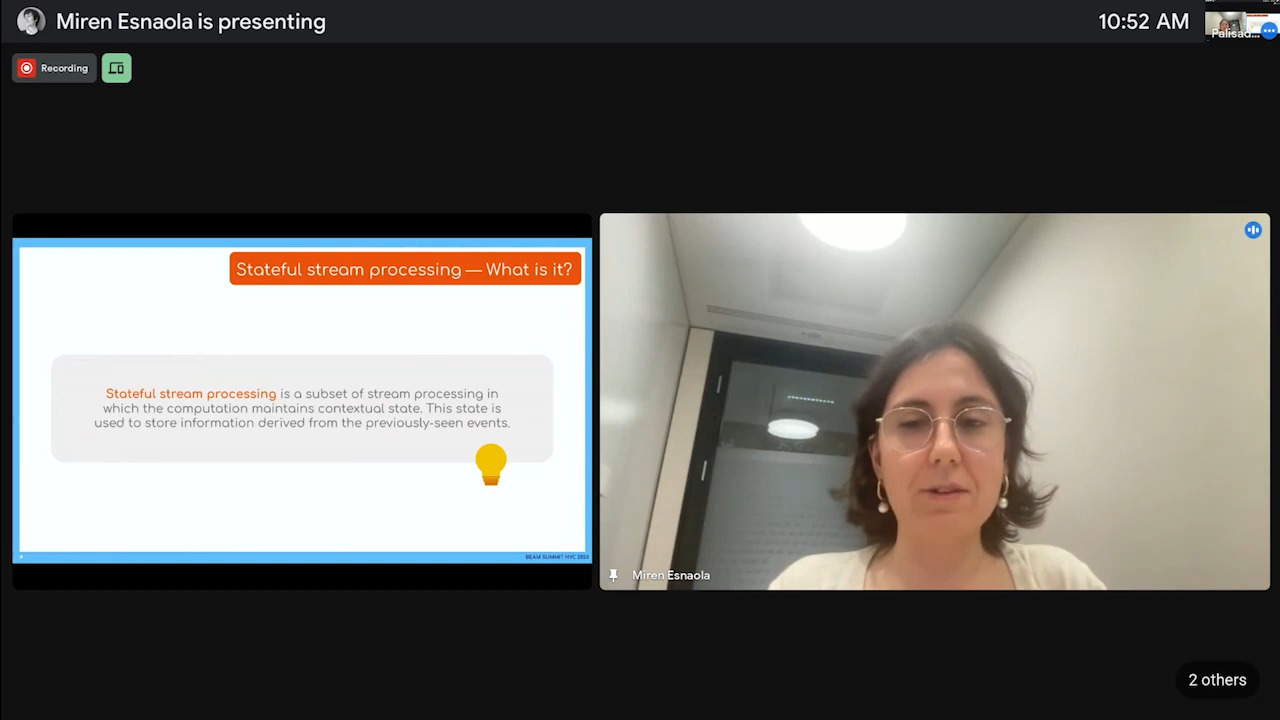 Miren Esnaola is presenting
10:52 AM
Palisad...
Recording
Stateful stream processing — What is it?
Stateful stream processing is a subset of stream processing in
which the computation maintains contextual state. This state is
used to store information derived from the previously-seen events.
BEAM SUMMIT NYC 2023
Miren Esnaola
2 others